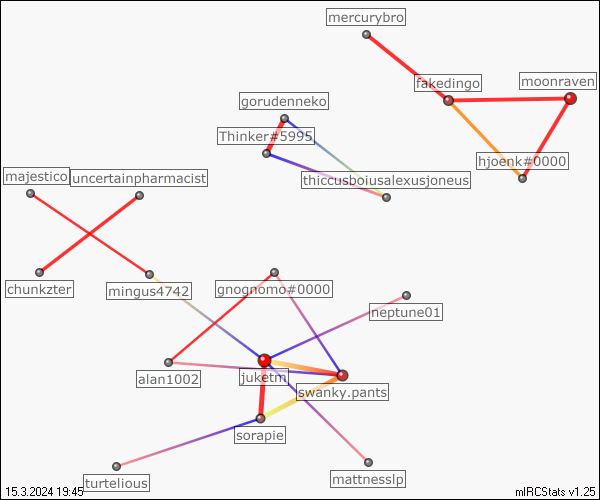 mercurybro
fakedingo
moonraven
gorudenneko
Thinker#5995
hjoenk#0000
majestico
uncertainpharmacist
thiccusboiusalexusjoneus
chunkzter
mingus4742
gnognomo#0000
neptune01
alan1002
juketm
swanky.pants
sorapie
turtelious
mattnesslp
15.3.2024 19:45
mIRCStats v1.25